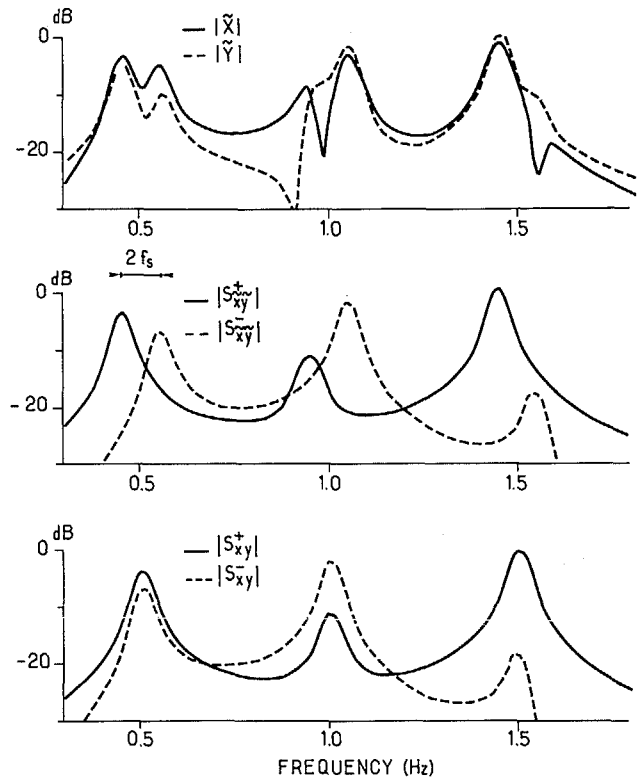 dB
0
-20
|X̃|
|Ỹ|
0.5
1.0
1.5
2 fₛ
dB
0
-20
|S⁺x̃ỹ|
|S⁻x̃ỹ|
0.5
1.0
1.5
dB
0
-20
|S⁺xy|
|S⁻xy|
0.5
1.0
1.5
FREQUENCY (Hz)